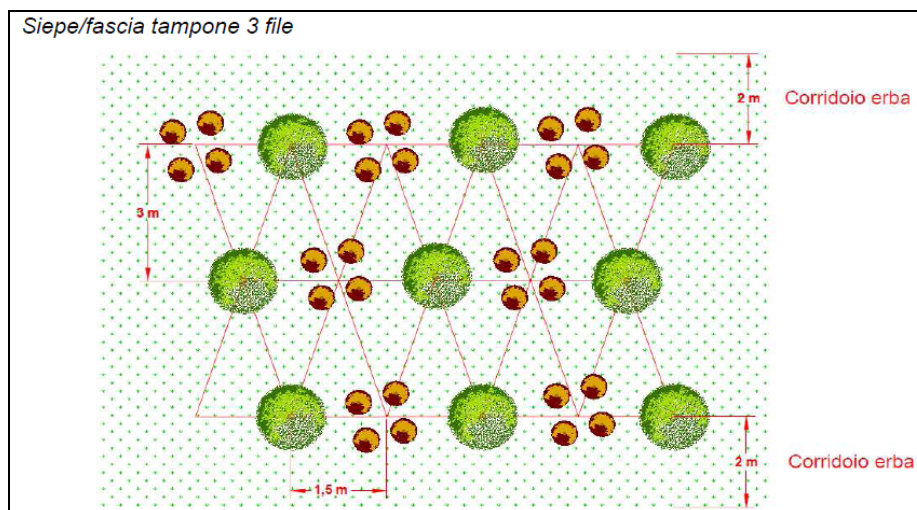 Siepe/fascia tampone 3 file
2 m
Corridoio erba
3 m
2 m
Corridoio erba
1,5 m